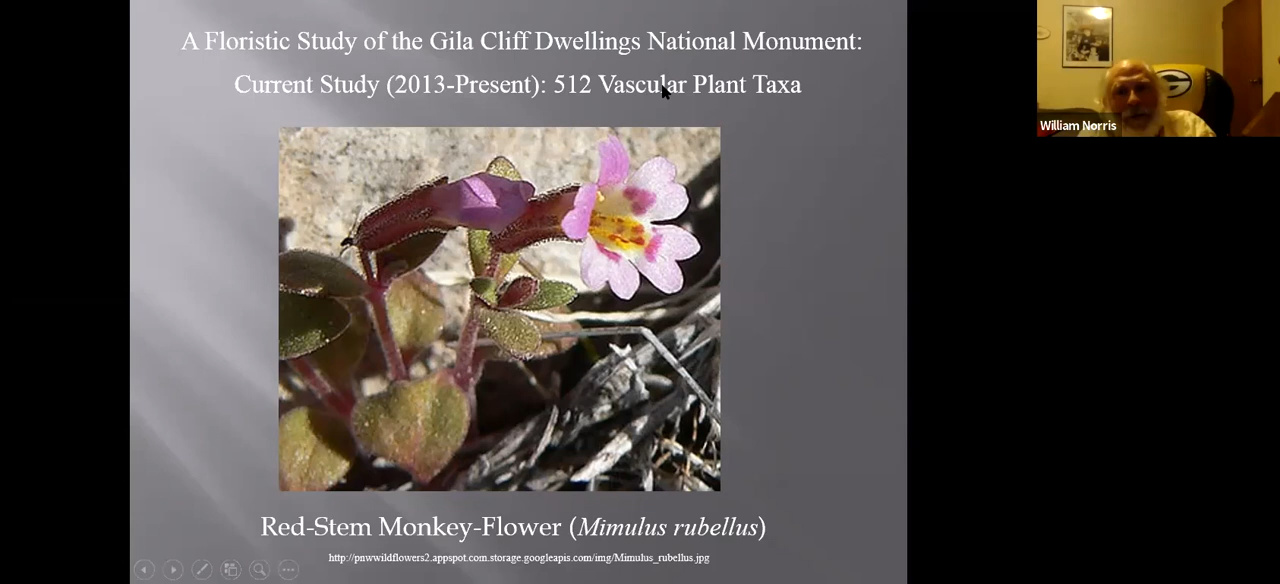 A Floristic Study of the Gila Cliff Dwellings National Monument:
Current Study (2013-Present): 512 Vascular Plant Taxa
William Norris
Red-Stem Monkey-Flower (Mimulus rubellus)
http://pnwwildflowers2.appspot.com.storage.googleapis.com/img/Mimulus_rubellus.jpg